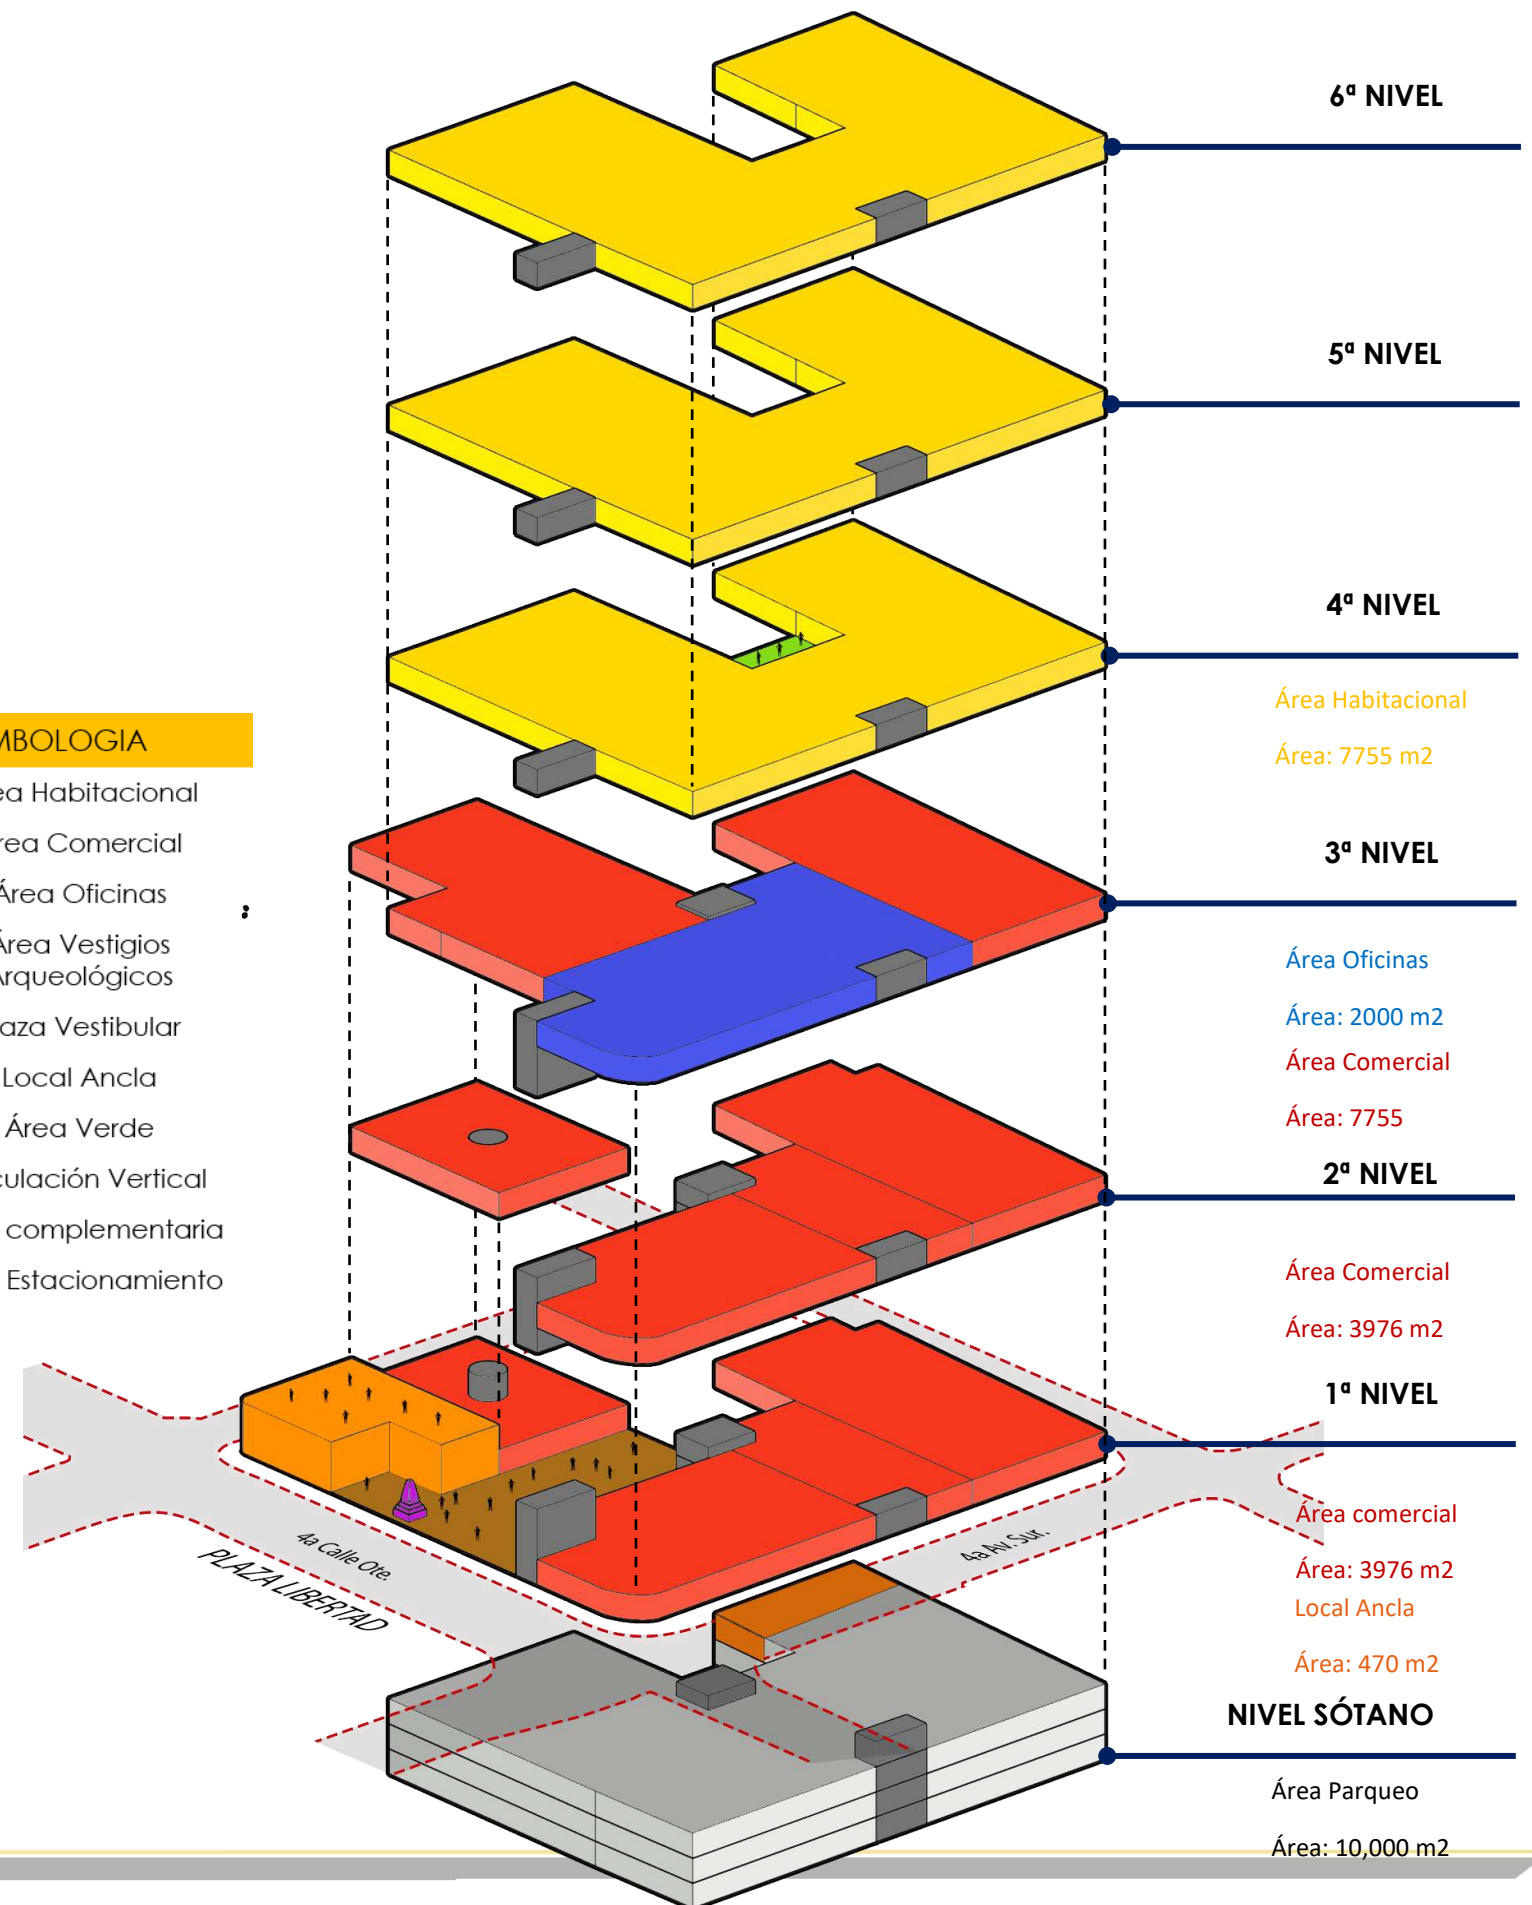 6ª NIVEL
5ª NIVEL
4ª NIVEL
Área Habitacional
Área: 7755 m2
MBOLOGIA
ea Habitacional
rea Comercial
Área Oficinas
Área Vestigios
Arqueológicos
aza Vestibular
Local Ancla
Área Verde
culación Vertical
complementaria
Estacionamiento
:
3ª NIVEL
Área Oficinas
Área: 2000 m2
Área Comercial
Área: 7755
2ª NIVEL
Área Comercial
Área: 3976 m2
1ª NIVEL
Área comercial
Área: 3976 m2
Local Ancla
Área: 470 m2
4a Calle Ote.
PLAZA LIBERTAD
4a Av. Sur.
NIVEL SÓTANO
Área Parqueo
Área: 10,000 m2